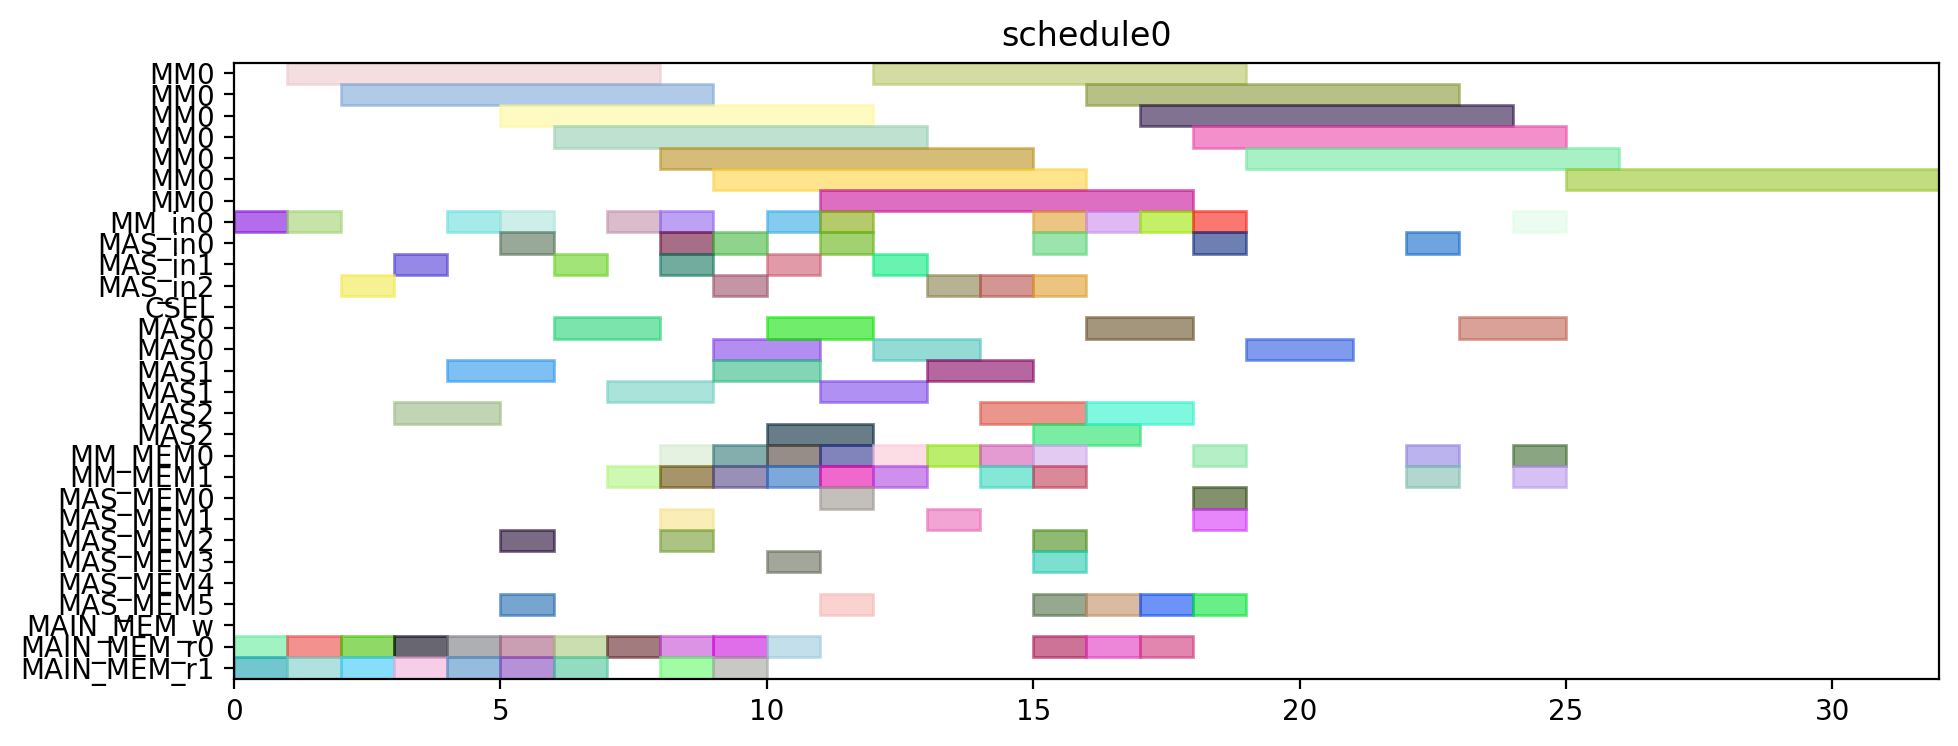 schedule0
MM0
MM0
MM0
MM0
MM0
MM0
MM0
MM_in0
MAS_in0
MAS_in1
MAS_in2
CSEL
MAS0
MAS0
MAS1
MAS1
MAS2
MAS2
MM_MEM0
MM_MEM1
MAS_MEM0
MAS_MEM1
MAS_MEM2
MAS_MEM3
MAS_MEM4
MAS_MEM5
MAIN_MEM_w
MAIN_MEM_r0
MAIN_MEM_r1
0 5 10 15 20 25 30